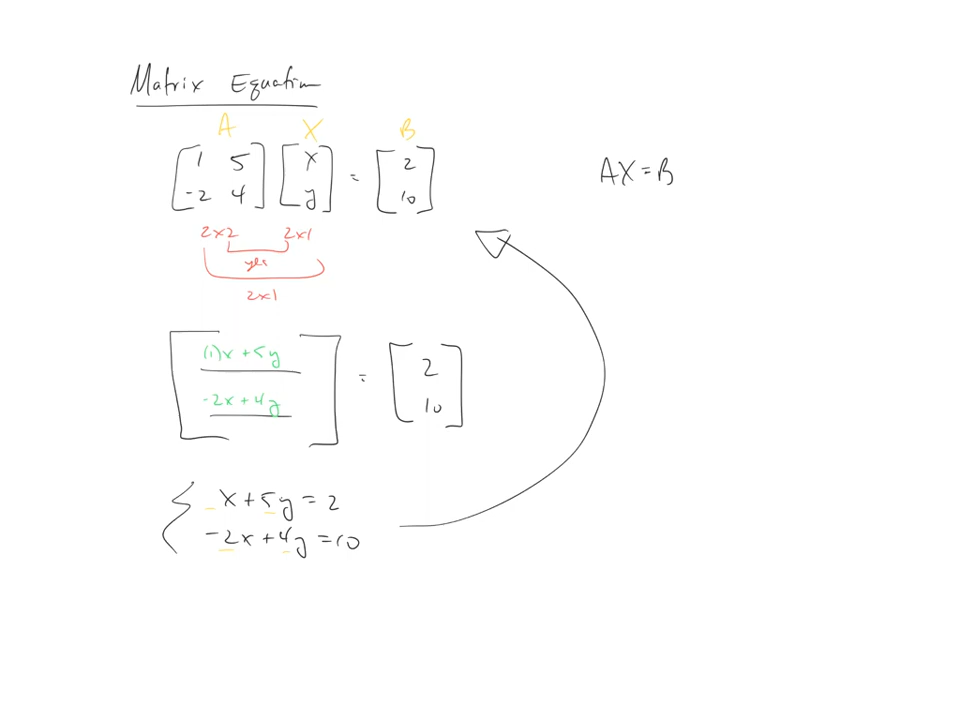 Matrix Equation
A X B
[1 5; -2 4] [x; y] = [2; 10]
AX = B
2x2 2x1
yes
2x1
[(1)x + 5y; -2x + 4y] = [2; 10]
x + 5y = 2
-2x + 4y = 10